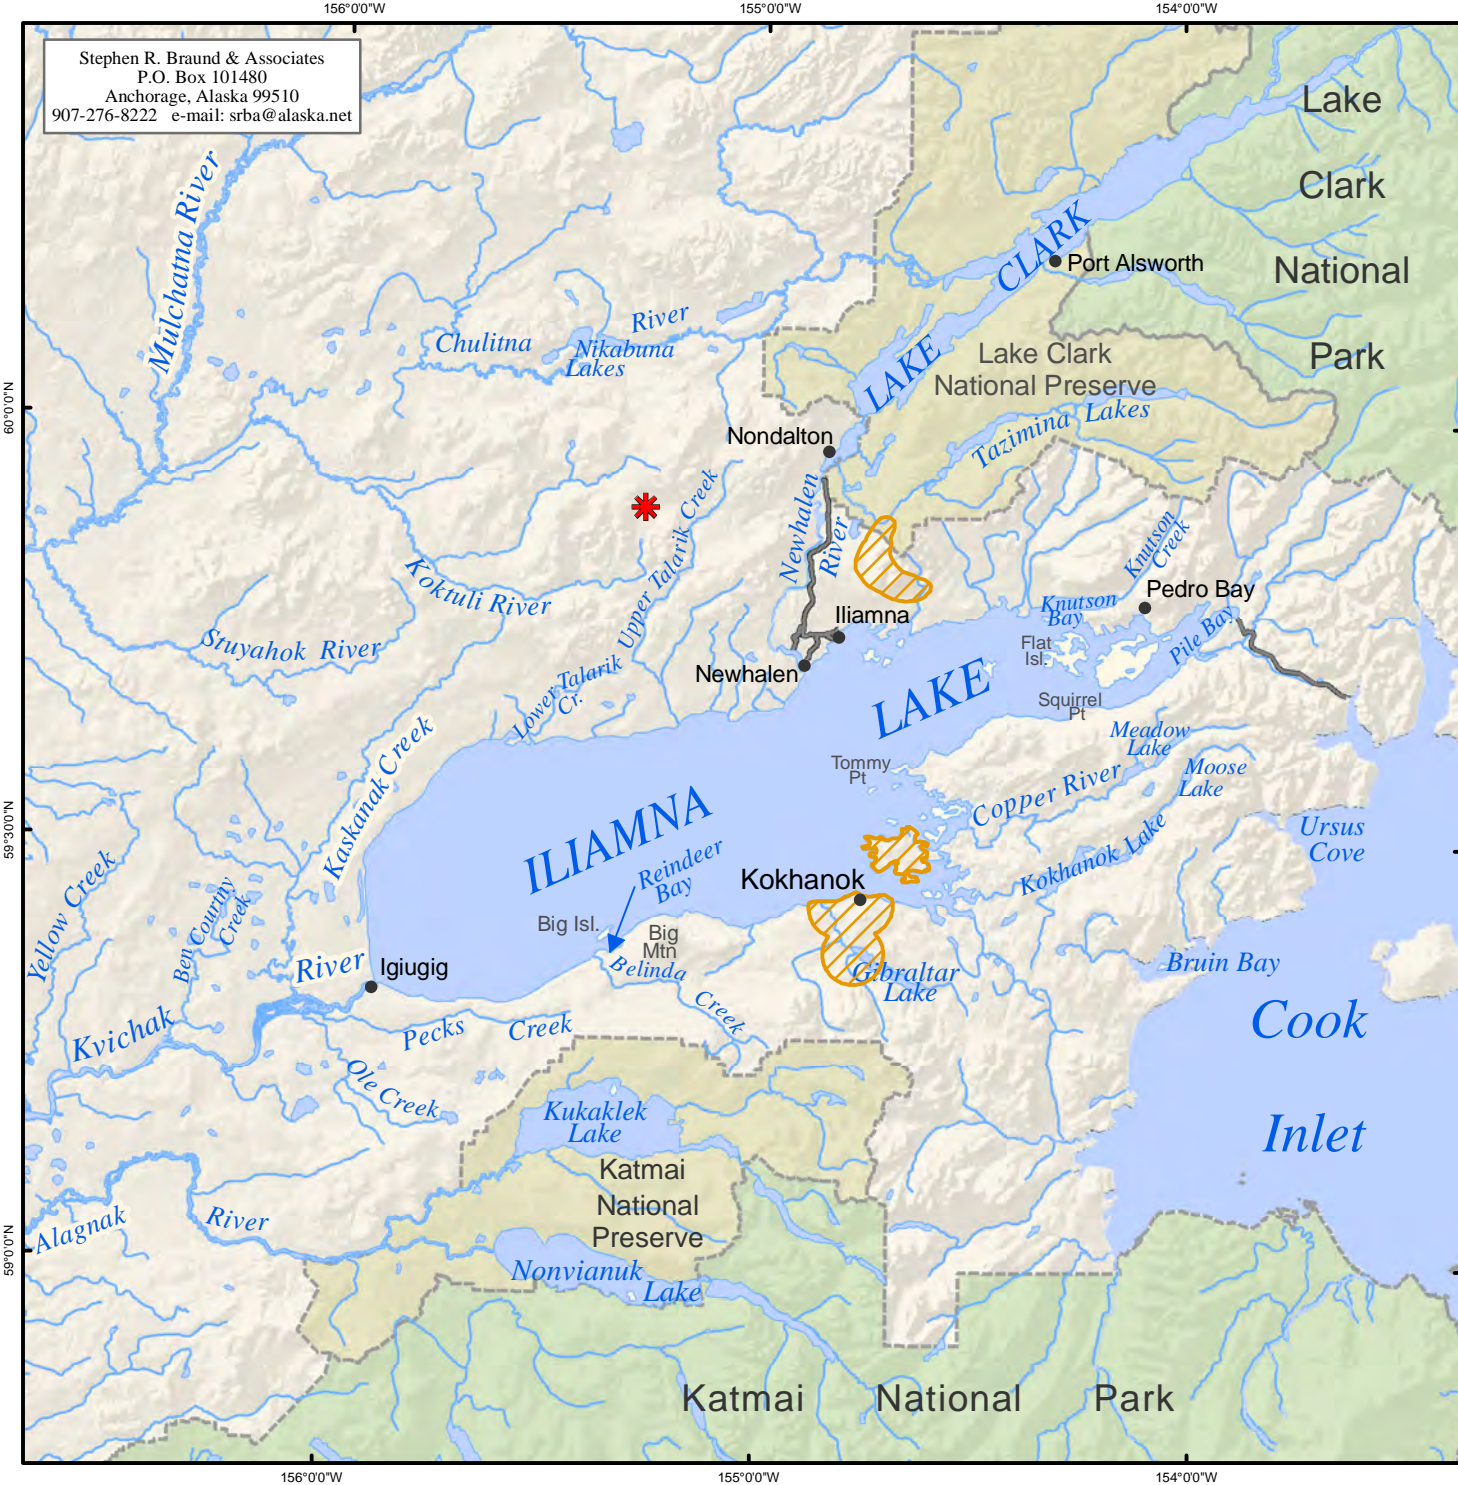 156°0'0"W
155°0'0"W
154°0'0"W
Stephen R. Braund & Associates
P.O. Box 101480
Anchorage, Alaska 99510
907-276-8222 e-mail: srba@alaska.net
Lake
Clark
National
Park
Mulchatna River
LAKE CLARK
Port Alsworth
Chulitna River
Nikabuna
Lakes
Lake Clark
National Preserve
60°0'0"N
Tazimina Lakes
Nondalton
Newhalen
River
Upper Talarik Creek
Koktuli River
Knutson
Creek
Pedro Bay
Knutson
Bay
Iliamna
Flat
Isl.
Pile Bay
Stuyahok River
Newhalen
Lower Talarik
Cr.
Squirrel
Pt
ILIAMNA LAKE
Meadow
Lake
Moose
Lake
Tommy
Pt
Kaskanak Creek
Copper River
59°30'0"N
Ursus
Cove
Kokhanok Lake
Reindeer
Bay
Kokhanok
Yellow Creek
Ben Courtny
Creek
Big Isl.
Big
Mtn
Belinda
Creek
Gibraltar
Lake
Bruin Bay
Igiugig
Kvichak River
Pecks Creek
Ole Creek
Cook
Inlet
Kukaklek
Lake
Katmai
National
Preserve
Alagnak River
59°0'0"N
Nonvianuk
Lake
Katmai National Park
156°0'0"W
155°0'0"W
154°0'0"W